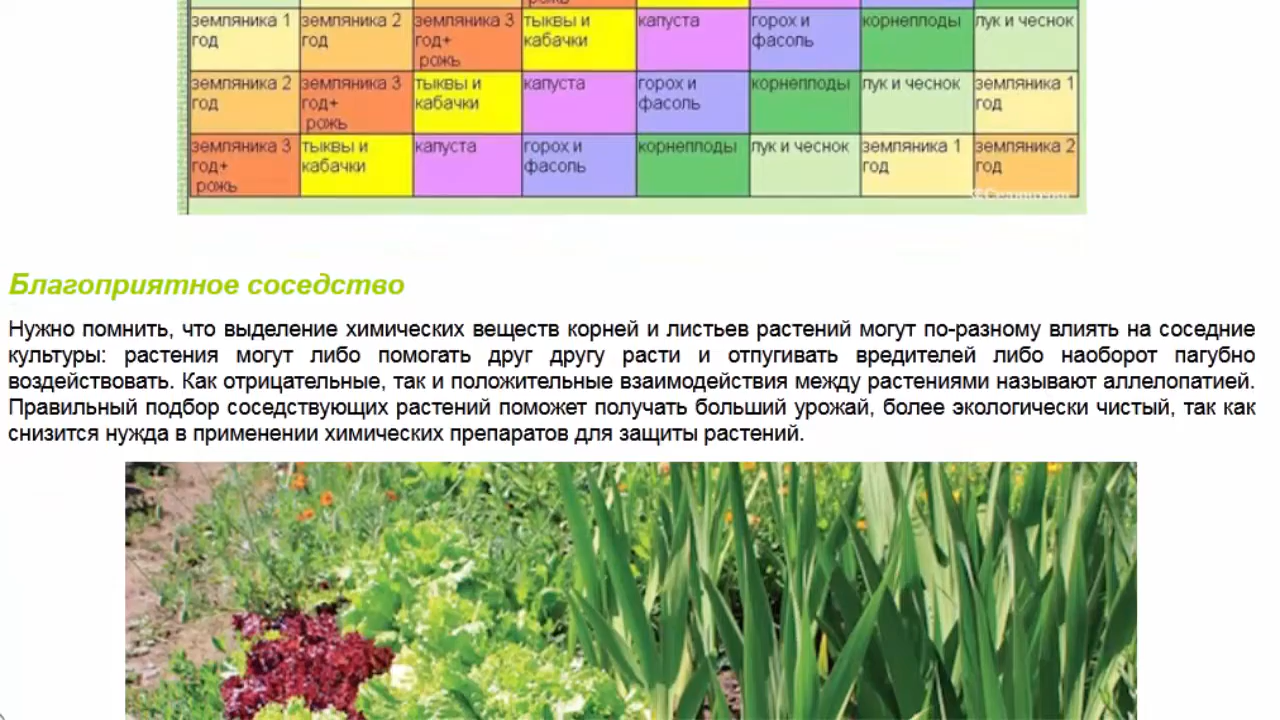 рожь
земляника 1 земляника 2 земляника 3 тыквы и капуста горох и корнеплоды лук и чеснок
год год год+ кабачки фасоль
рожь
земляника 2 земляника 3 тыквы и капуста горох и корнеплоды лук и чеснок земляника 1
год год+ кабачки фасоль год
рожь
земляника 3 тыквы и капуста горох и корнеплоды лук и чеснок земляника 1 земляника 2
год+ кабачки фасоль год год
рожь
Благоприятное соседство
Нужно помнить, что выделение химических веществ корней и листьев растений могут по-разному влиять на соседние
культуры: растения могут либо помогать друг другу расти и отпугивать вредителей либо наоборот пагубно
воздействовать. Как отрицательные, так и положительные взаимодействия между растениями называют аллелопатией.
Правильный подбор соседствующих растений поможет получать больший урожай, более экологически чистый, так как
снизится нужда в применении химических препаратов для защиты растений.